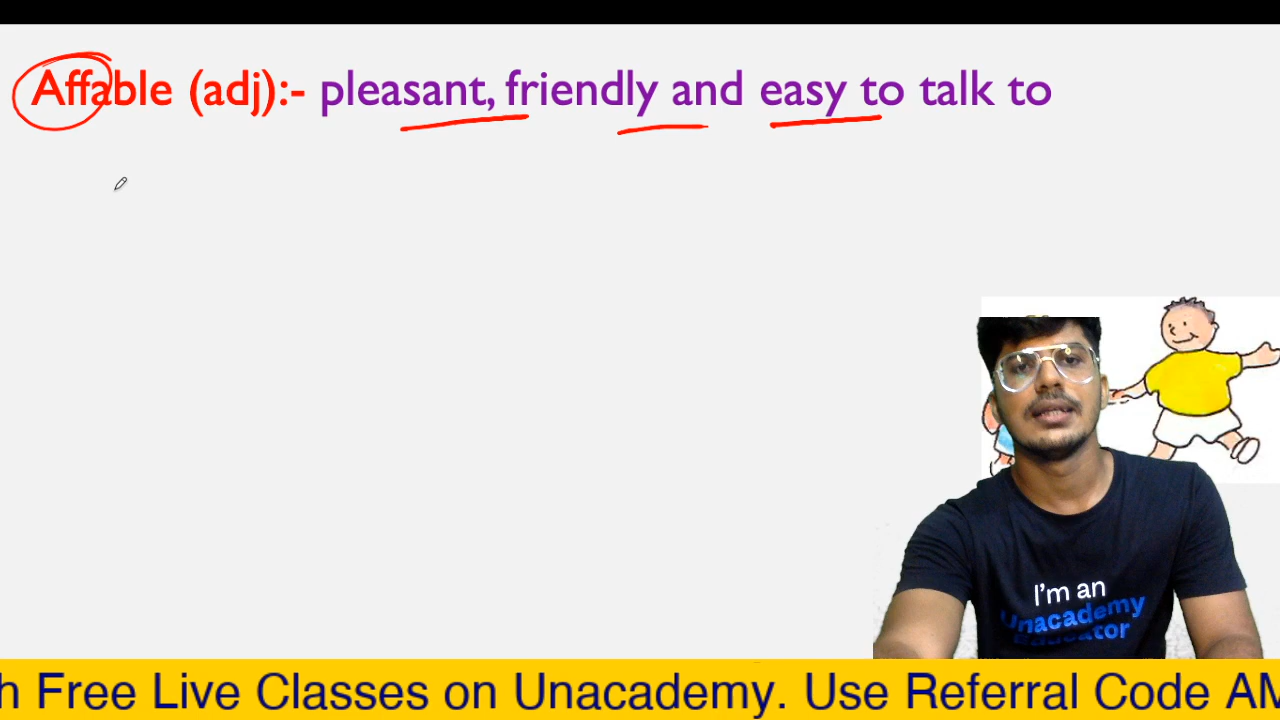 Affable (adj):- pleasant, friendly and easy to talk to
I'm an
Unacademy
Educator
h Free Live Classes on Unacademy. Use Referral Code AM